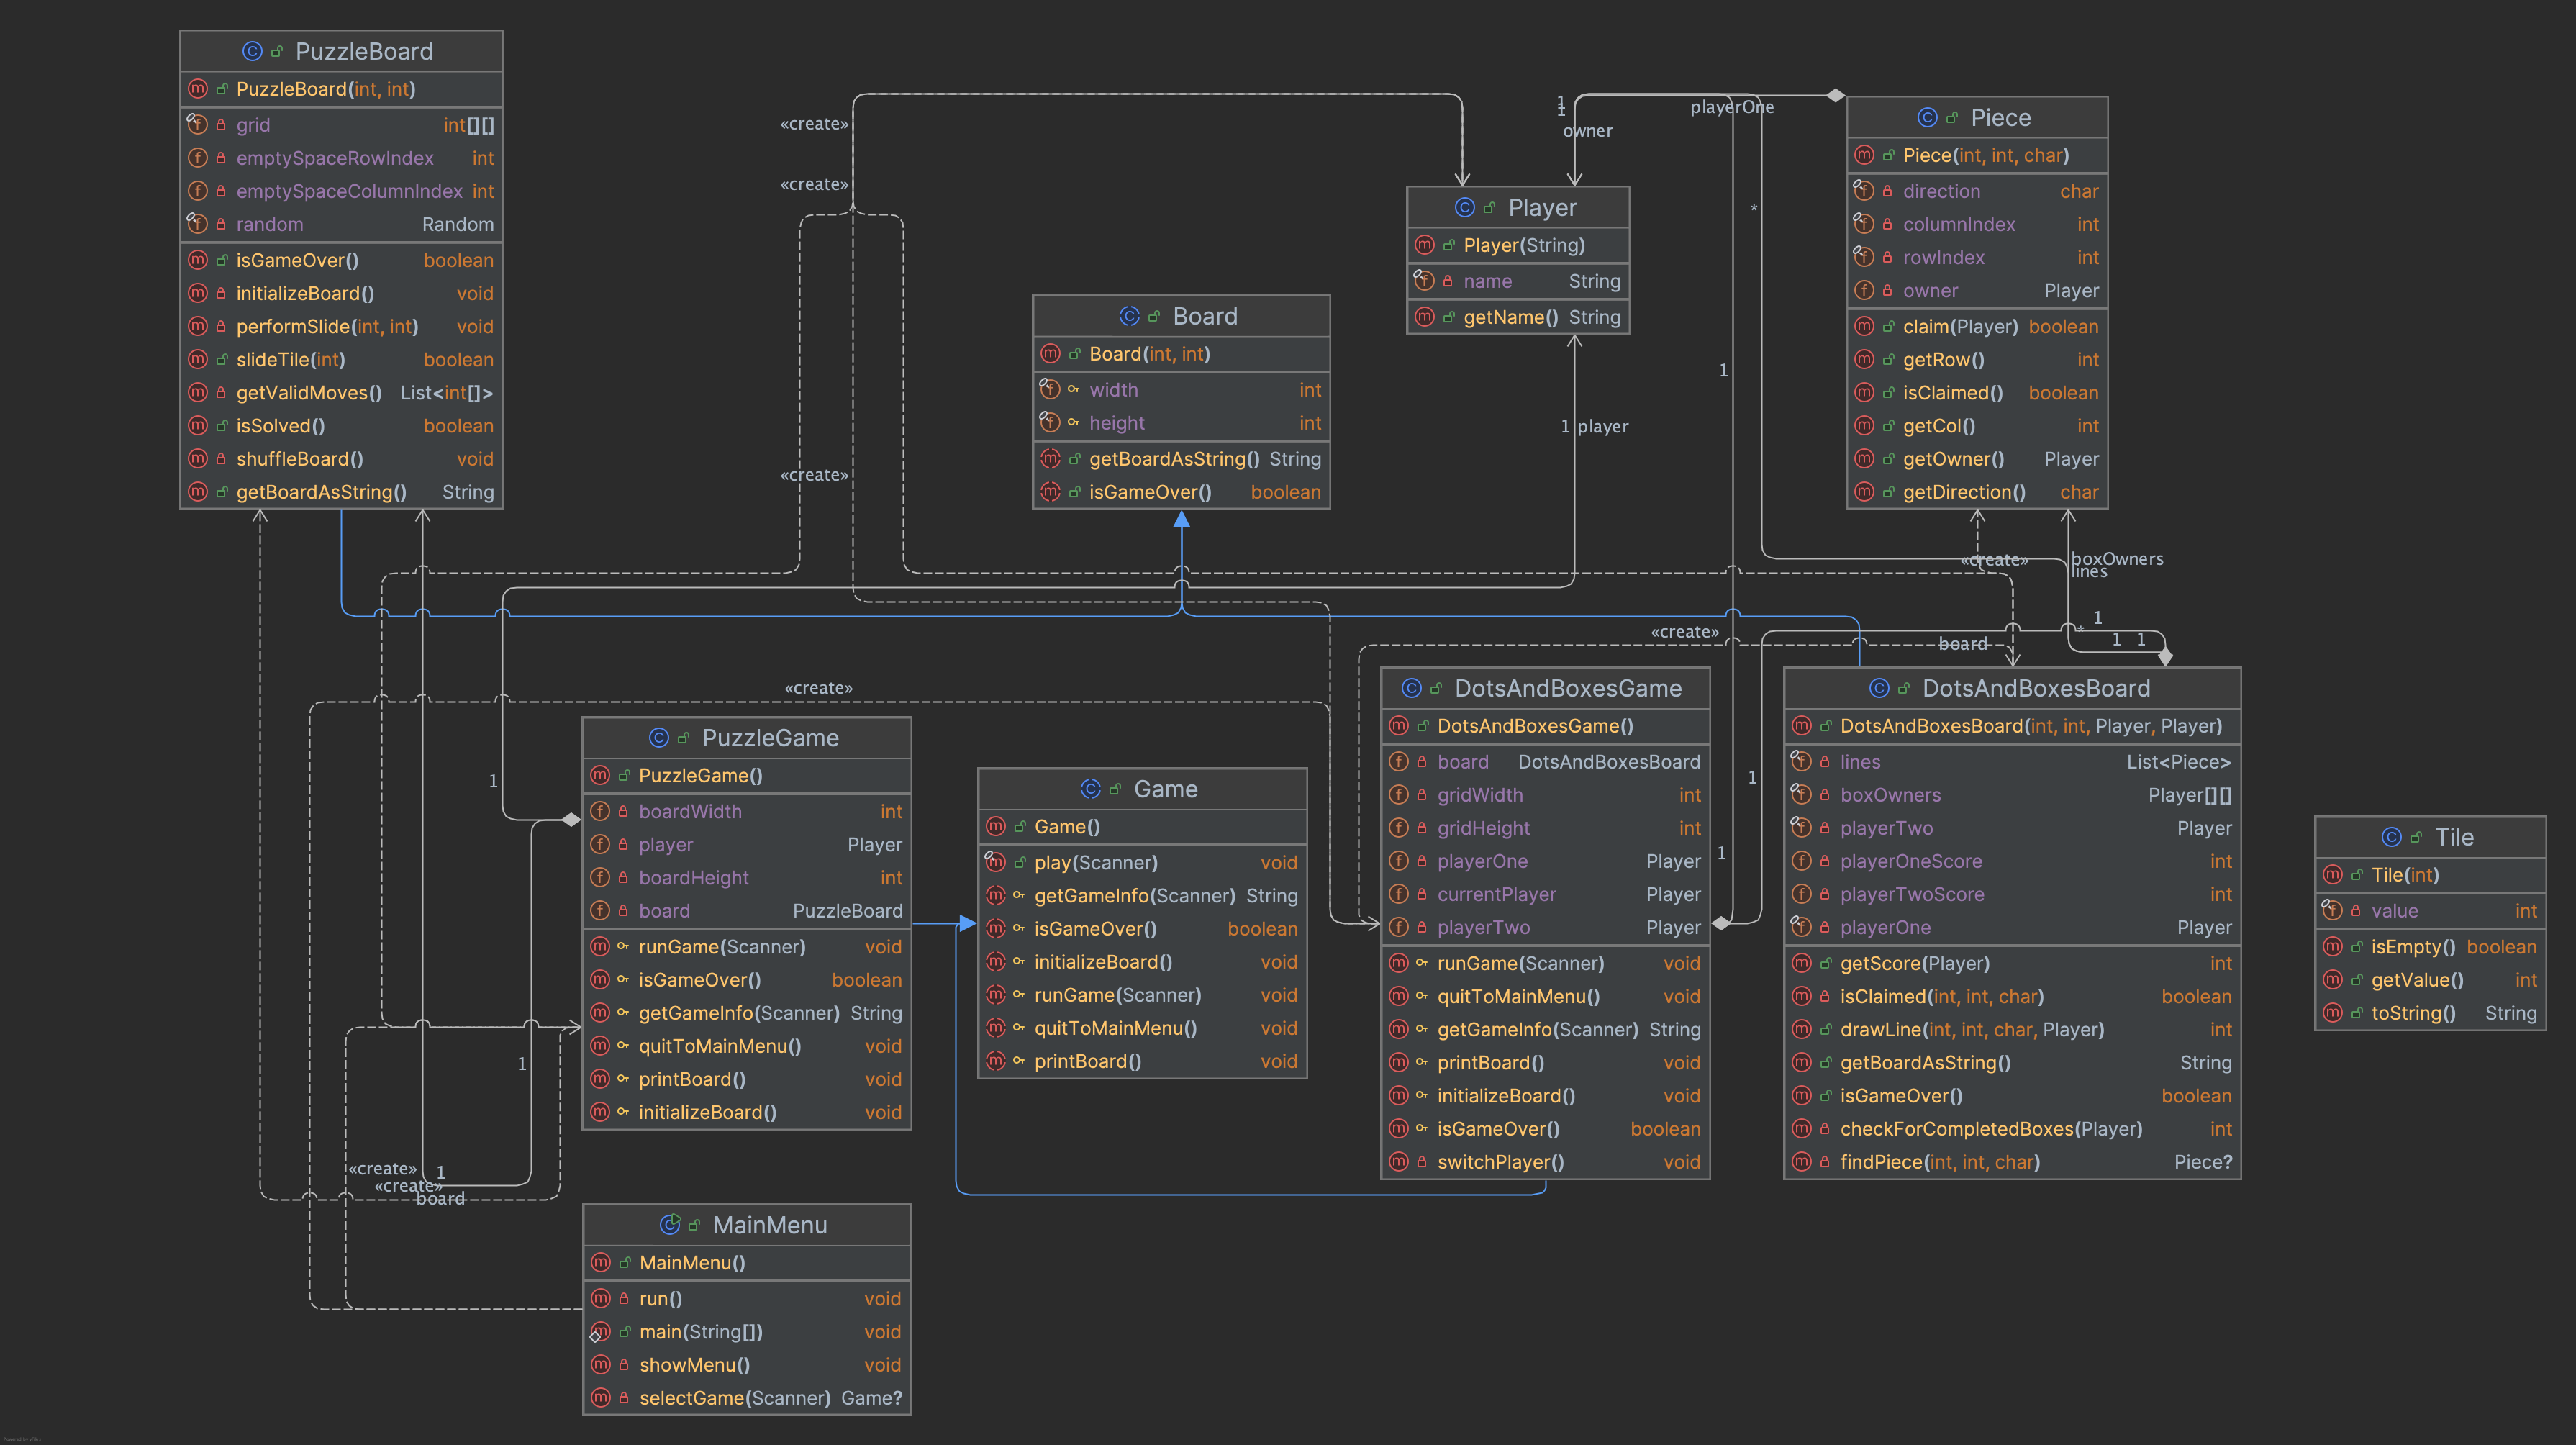 PuzzleBoard
PuzzleBoard(int, int)
grid int[][]
emptySpaceRowIndex int
emptySpaceColumnIndex int
random Random
isGameOver() boolean
initializeBoard() void
performSlide(int, int) void
slideTile(int) boolean
getValidMoves() List<int[]>
isSolved() boolean
shuffleBoard() void
getBoardAsString() String
«create»
«create»
«create»
Board
Board(int, int)
width int
height int
getBoardAsString() String
isGameOver() boolean
1
1
owner
playerOne
Player
Player(String)
name String
getName() String
1 player
1
*
Piece
Piece(int, int, char)
direction char
columnIndex int
rowIndex int
owner Player
claim(Player) boolean
getRow() int
isClaimed() boolean
getCol() int
getOwner() Player
getDirection() char
«create»
boxOwners
lines
1
*
1 1
«create»
board
«create»
1
PuzzleGame
PuzzleGame()
boardWidth int
player Player
boardHeight int
board PuzzleBoard
runGame(Scanner) void
isGameOver() boolean
getGameInfo(Scanner) String
quitToMainMenu() void
printBoard() void
initializeBoard() void
1
Game
Game()
play(Scanner) void
getGameInfo(Scanner) String
isGameOver() boolean
initializeBoard() void
runGame(Scanner) void
quitToMainMenu() void
printBoard() void
DotsAndBoxesGame
DotsAndBoxesGame()
board DotsAndBoxesBoard
gridWidth int
gridHeight int
playerOne Player
currentPlayer Player
playerTwo Player
runGame(Scanner) void
quitToMainMenu() void
getGameInfo(Scanner) String
printBoard() void
initializeBoard() void
isGameOver() boolean
switchPlayer() void
1
1
DotsAndBoxesBoard
DotsAndBoxesBoard(int, int, Player, Player)
lines List<Piece>
boxOwners Player[][]
playerTwo Player
playerOneScore int
playerTwoScore int
playerOne Player
getScore(Player) int
isClaimed(int, int, char) boolean
drawLine(int, int, char, Player) int
getBoardAsString() String
isGameOver() boolean
checkForCompletedBoxes(Player) int
findPiece(int, int, char) Piece?
Tile
Tile(int)
value int
isEmpty() boolean
getValue() int
toString() String
«create»
1
«create»
board
MainMenu
MainMenu()
run() void
main(String[]) void
showMenu() void
selectGame(Scanner) Game?
Powered by yFiles